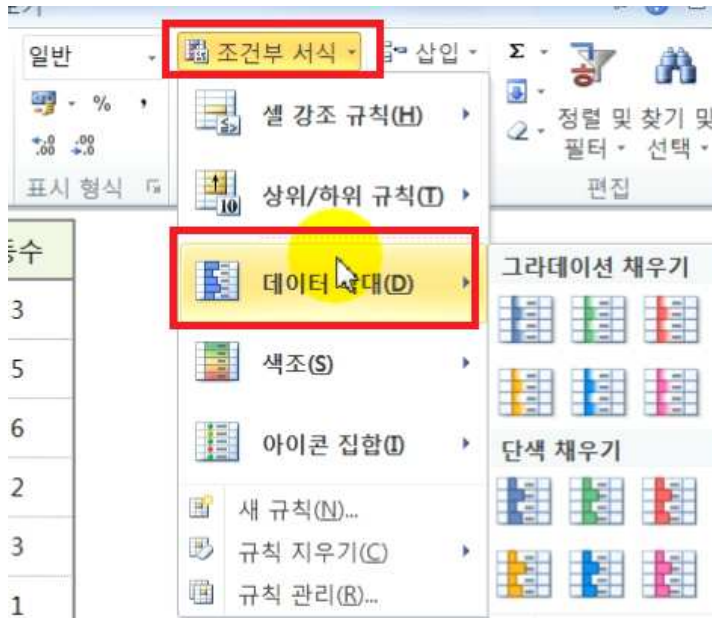 일반
조건부 서식
삽입
Σ
%
,
정렬 및
필터
찾기 및
선택
표시 형식
편집
셀 강조 규칙(H)
상위/하위 규칙(T)
데이터 막대(D)
색조(S)
아이콘 집합(I)
새 규칙(N)...
규칙 지우기(C)
규칙 관리(R)...
그라데이션 채우기
단색 채우기
수
3
5
6
2
3
1